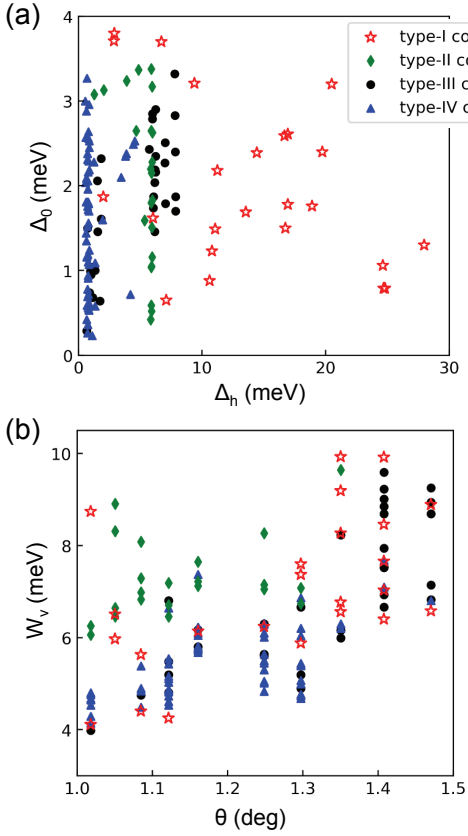 (a)
4
3
2
1
0
Δ₀ (meV)
type-I co
type-II ce
type-III c
type-IV c
0 10 20 30
Δₕ (meV)
(b)
10
8
6
4
Wᵥ (meV)
1.0 1.1 1.2 1.3 1.4 1.5
θ (deg)